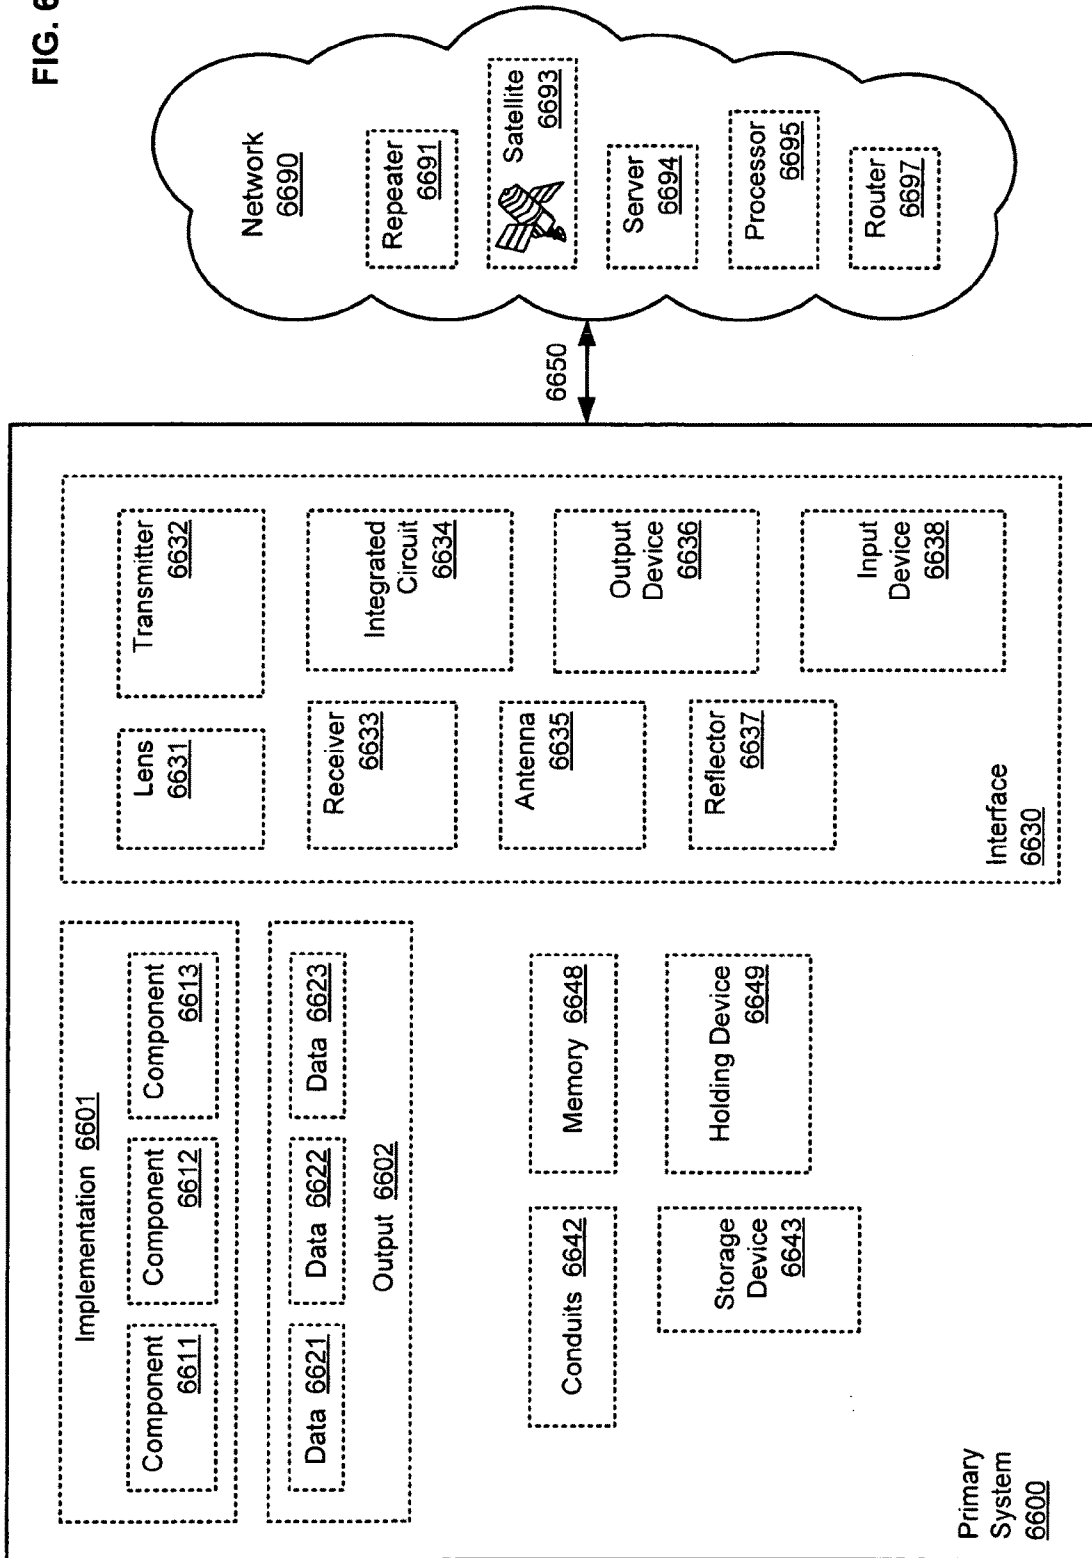 FIG. 6
Implementation 6601
Component
6611
Component
6612
Component
6613
Data 6621
Data 6622
Data 6623
Output 6602
Conduits 6642
Memory 6648
Storage
Device
6643
Holding Device
6649
Primary
System
6600
Lens
6631
Transmitter
6632
Receiver
6633
Integrated
Circuit
6634
Antenna
6635
Output
Device
6636
Reflector
6637
Input
Device
6638
Interface
6630
6650
Network
6690
Repeater
6691
Satellite
6693
Server
6694
Processor
6695
Router
6697